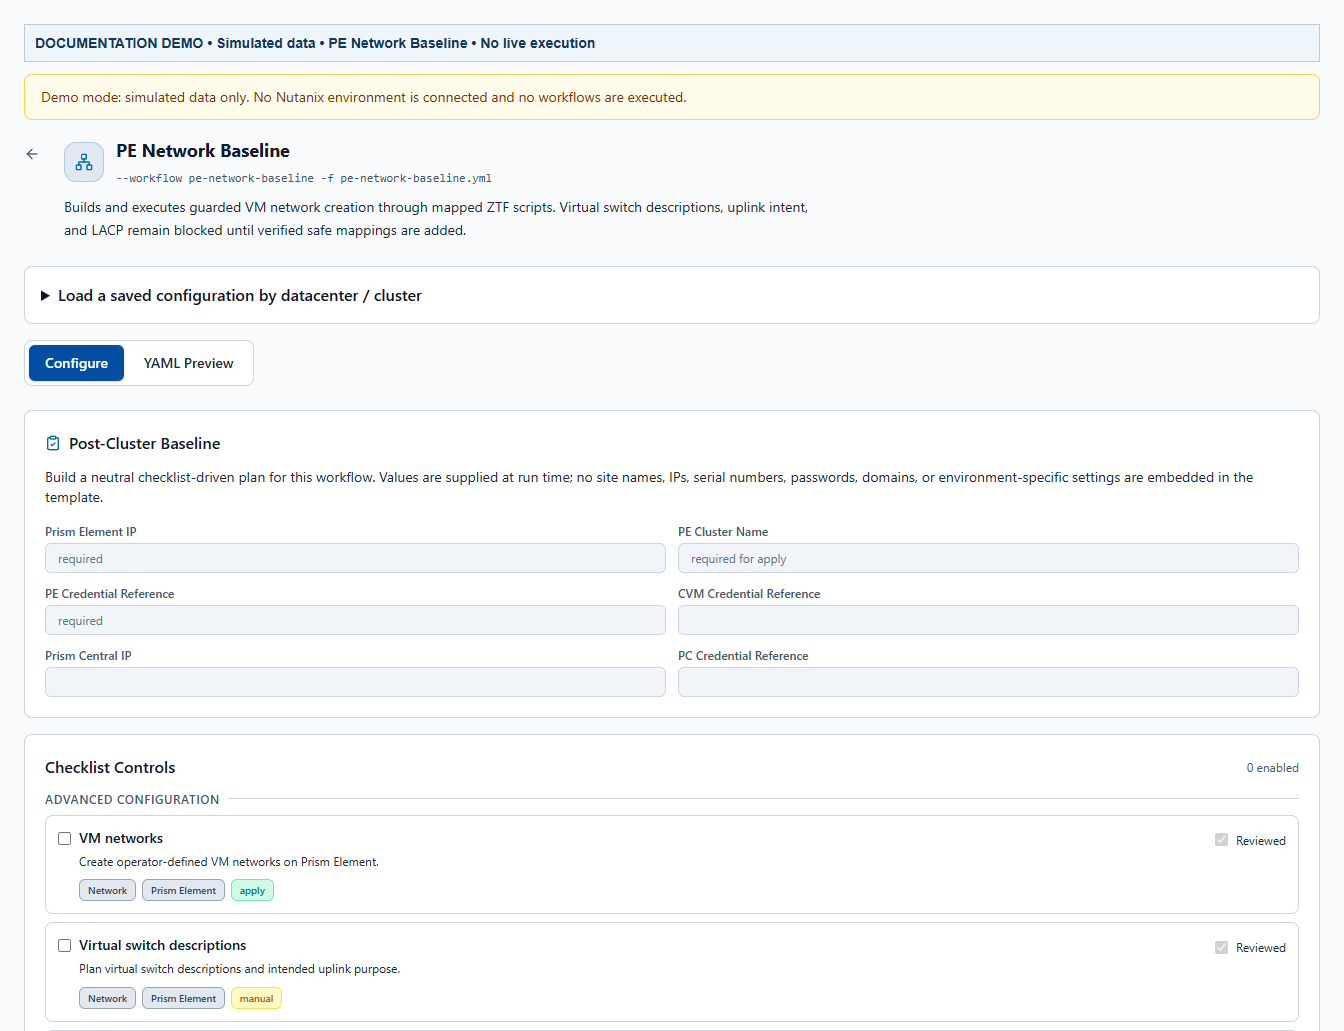 DOCUMENTATION DEMO • Simulated data • PE Network Baseline • No live execution
Demo mode: simulated data only. No Nutanix environment is connected and no workflows are executed.
PE Network Baseline
--workflow pe-network-baseline -f pe-network-baseline.yml
Builds and executes guarded VM network creation through mapped ZTF scripts. Virtual switch descriptions, uplink intent,
and LACP remain blocked until verified safe mappings are added.
Load a saved configuration by datacenter / cluster
Configure YAML Preview
Post-Cluster Baseline
Build a neutral checklist-driven plan for this workflow. Values are supplied at run time; no site names, IPs, serial numbers, passwords, domains, or environment-specific settings are embedded in the
template.
Prism Element IP PE Cluster Name
required required for apply
PE Credential Reference CVM Credential Reference
required
Prism Central IP PC Credential Reference
Checklist Controls 0 enabled
ADVANCED CONFIGURATION
VM networks Reviewed
Create operator-defined VM networks on Prism Element.
Network Prism Element apply
Virtual switch descriptions Reviewed
Plan virtual switch descriptions and intended uplink purpose.
Network Prism Element manual